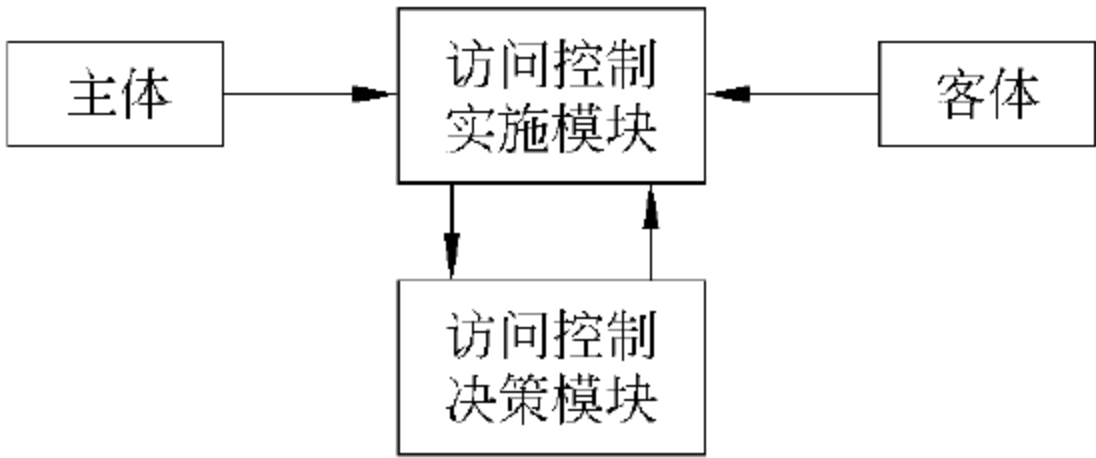 主体
访问控制
实施模块
客体
访问控制
决策模块